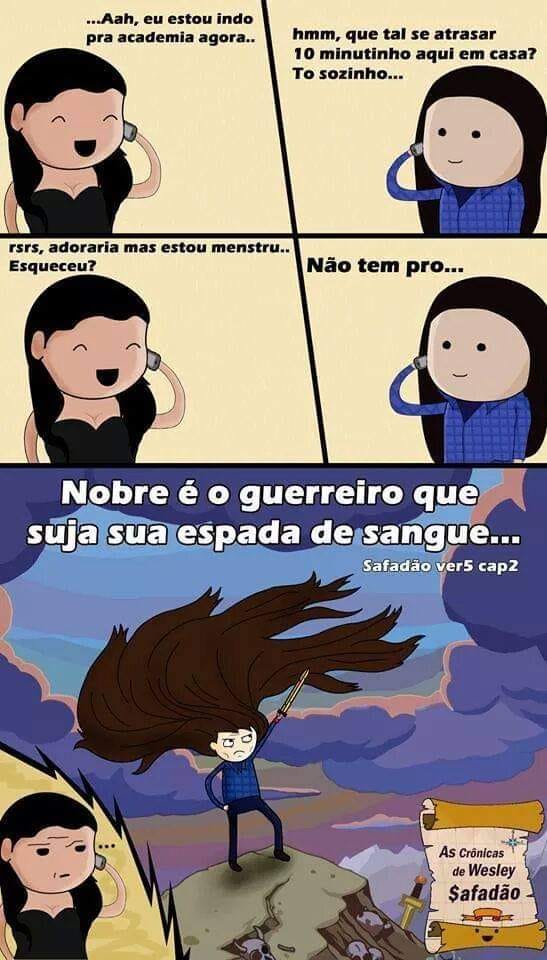 ...Aah, eu estou indo
pra academia agora..
hmm, que tal se atrasar
10 minutinho aqui em casa?
To sozinho...
rsrs, adoraria mas estou menstru..
Esqueceu?
Não tem pro...
Nobre é o guerreiro que
suja sua espada de sangue...
Safadão ver5 cap2
...
As Crônicas
de Wesley
$afadão